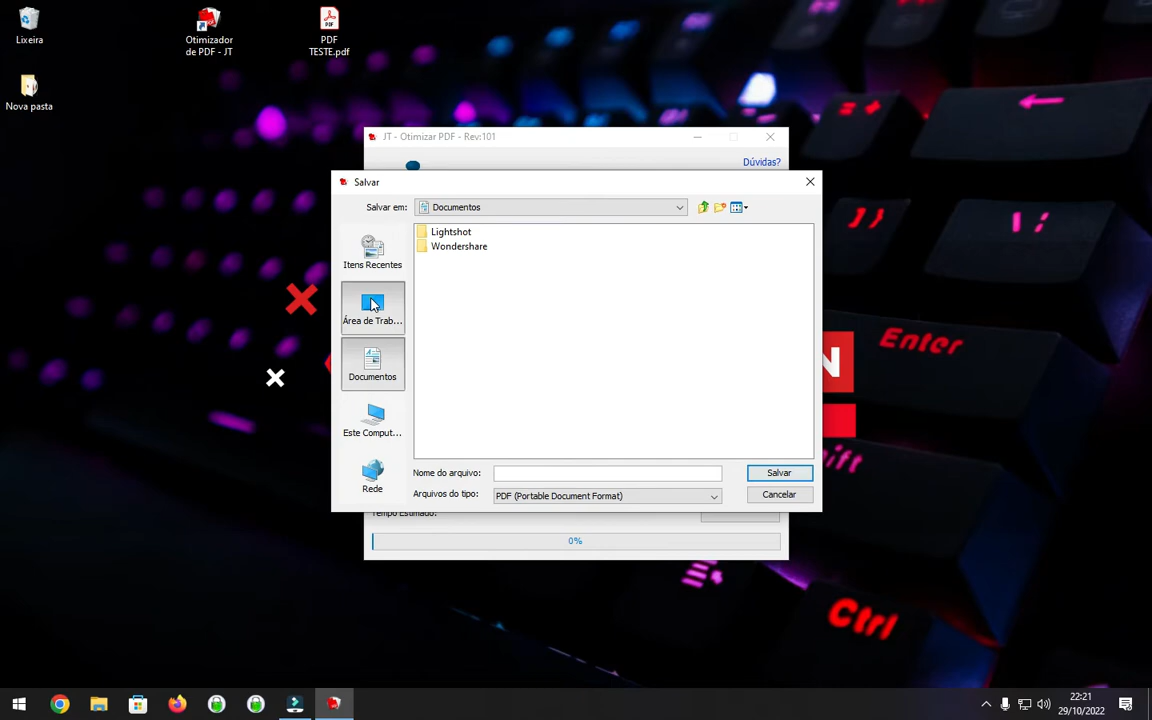 Lixeira
Otimizador
de PDF - JT
PDF
TESTE.pdf
Nova pasta
JT - Otimizar PDF - Rev:101
Dúvidas?
Salvar
Salvar em:
Documentos
Itens Recentes
Área de Trab...
Documentos
Este Comput...
Rede
Lightshot
Wondershare
Nome do arquivo:
Salvar
Arquivos do tipo:
PDF (Portable Document Format)
Cancelar
Tempo Estimado:
0%
Enter
Ctrl
N
22:21
29/10/2022